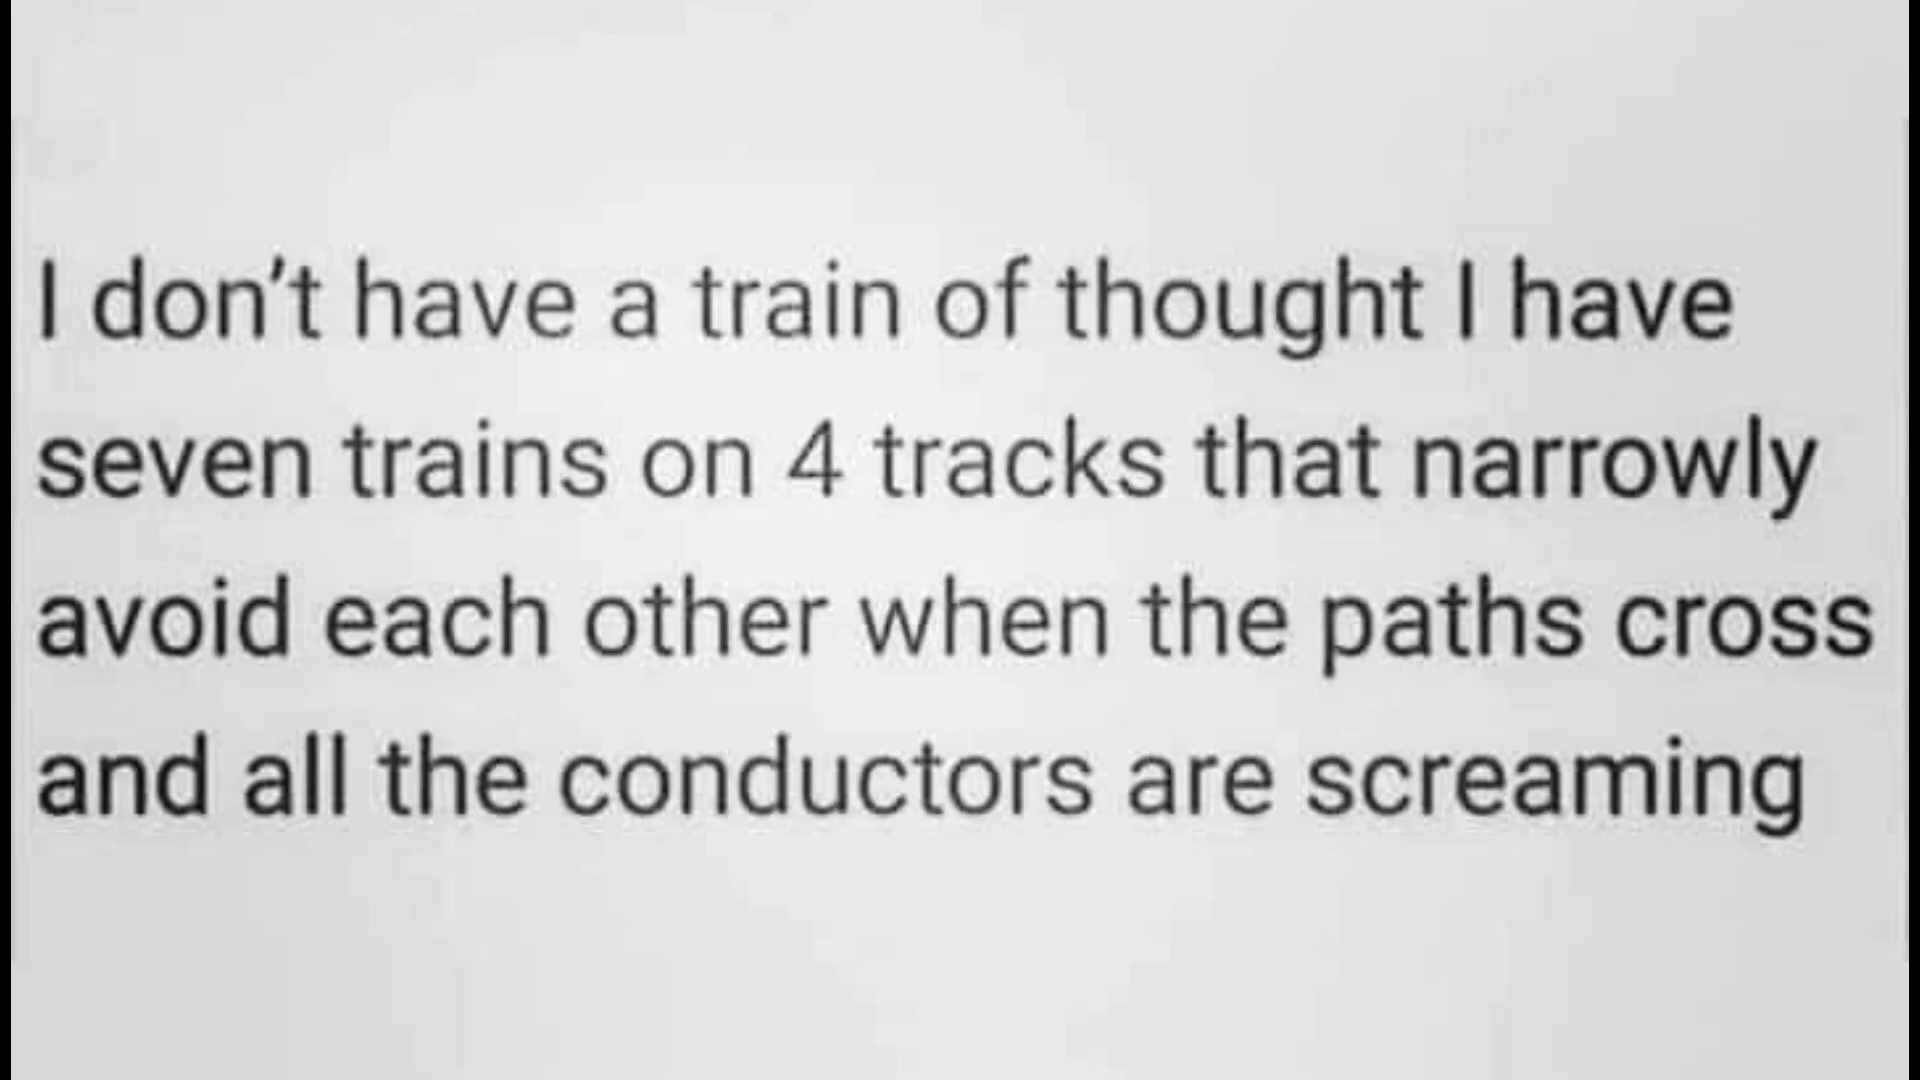 I don't have a train of thought I have
seven trains on 4 tracks that narrowly
avoid each other when the paths cross
and all the conductors are screaming